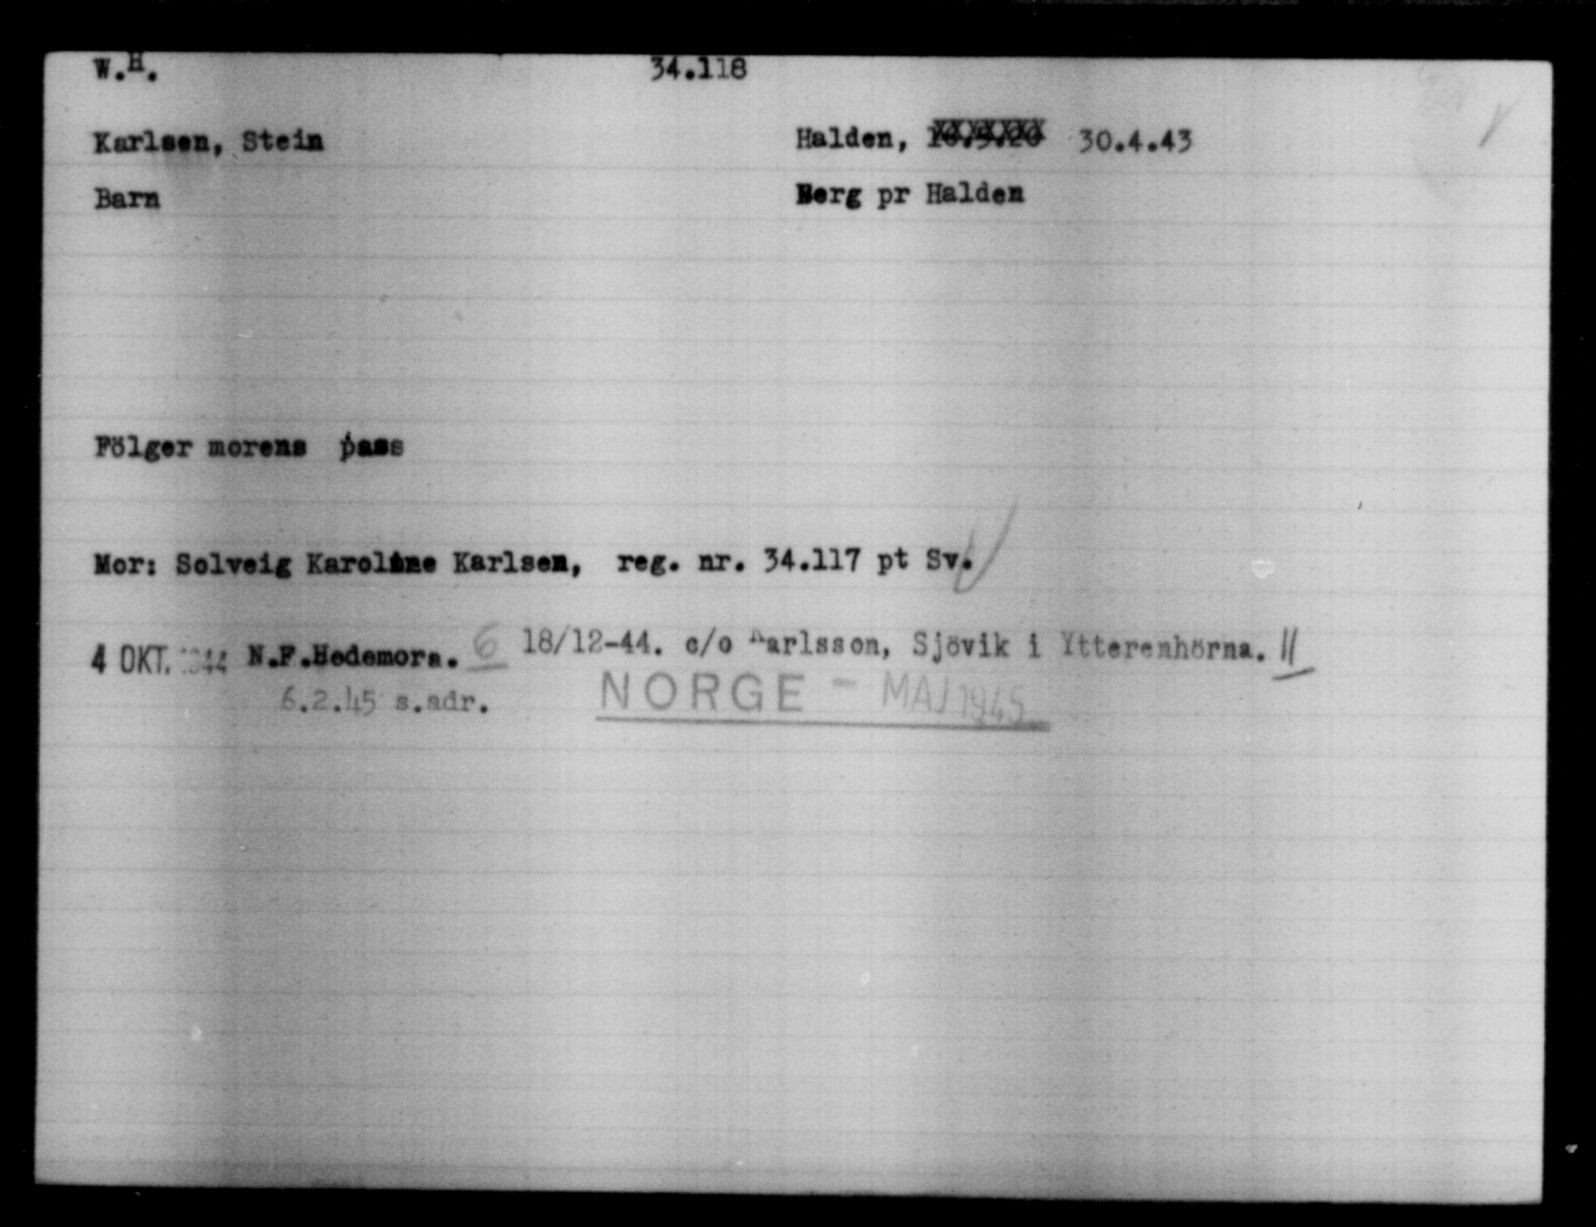 W.H. 34.118
Karlsen, Stein Halden, 30.4.43
Barn Berg pr Halden
Fölger morens pass
Mor: Solveig Karoline Karlsen, reg. nr. 34.117 pt Sv.
4 OKT. 1944 N.F.Hedemora. 6 18/12-44. c/o Karlsson, Sjövik i Ytterenhörna. 11
6.2.45 s.adr. NORGE - MAJ 1945